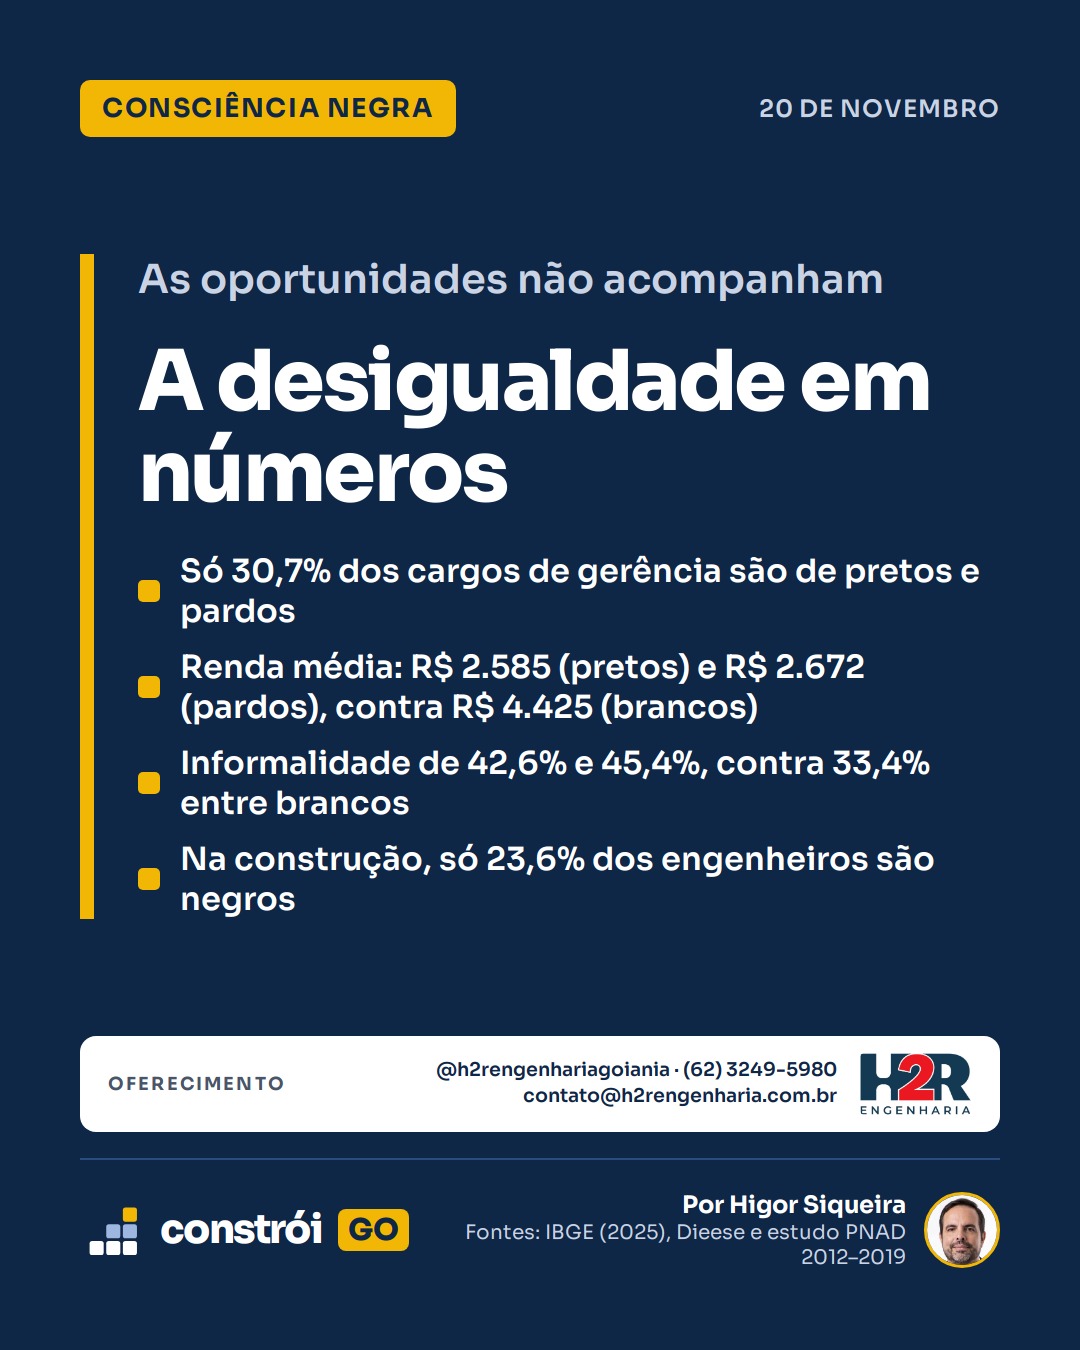 CONSCIÊNCIA NEGRA
20 DE NOVEMBRO
As oportunidades não acompanham
A desigualdade em
números
Só 30,7% dos cargos de gerência são de pretos e
pardos
Renda média: R$ 2.585 (pretos) e R$ 2.672
(pardos), contra R$ 4.425 (brancos)
Informalidade de 42,6% e 45,4%, contra 33,4%
entre brancos
Na construção, só 23,6% dos engenheiros são
negros
OFERECIMENTO
@h2rengenhariagoiania · (62) 3249-5980
contato@h2rengenharia.com.br
H2R
ENGENHARIA
constrói GO
Por Higor Siqueira
Fontes: IBGE (2025), Dieese e estudo PNAD
2012–2019